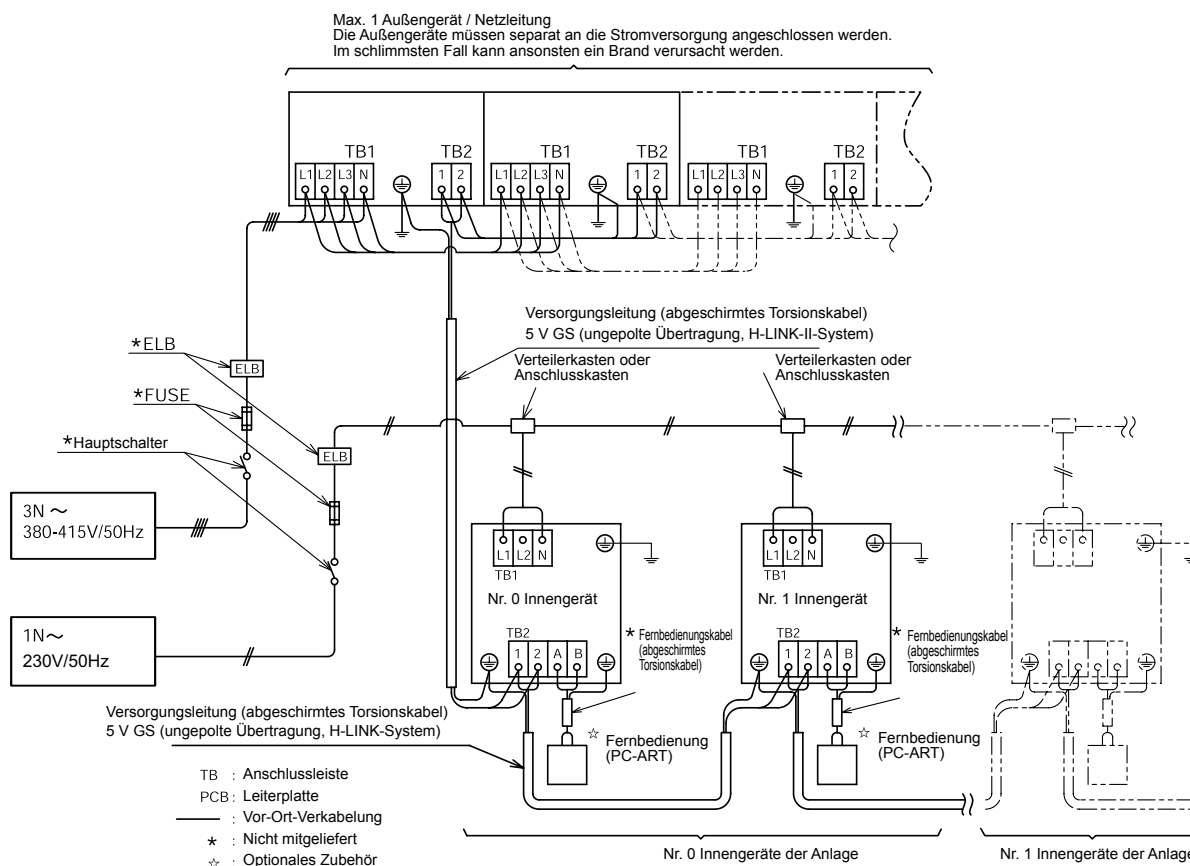 Max. 1 Außengerät / Netzleitung
Die Außengeräte müssen separat an die Stromversorgung angeschlossen werden.
Im schlimmsten Fall kann ansonsten ein Brand verursacht werden.
TB1 TB2 TB1 TB2 TB1 TB2
L1 L2 L3 N 1 2 L1 L2 L3 N 1 2 L1 L2 L3 N 1 2
Versorgungsleitung (abgeschirmtes Torsionskabel)
5 V GS (ungepolte Übertragung, H-LINK-II-System)
*ELB
ELB
Verteilerkasten oder
Anschlusskasten
Verteilerkasten oder
Anschlusskasten
*FUSE
*Hauptschalter
ELB
3N ~
380-415V/50Hz
L1 L2 N
TB1
Nr. 0 Innengerät
TB2
1 2 A B
L1 L2 N
TB1
Nr. 1 Innengerät
TB2
1 2 A B
1N~
230V/50Hz
* Fernbedienungskabel
(abgeschirmtes
Torsionskabel)
* Fernbedienungskabel
(abgeschirmtes
Torsionskabel)
Versorgungsleitung (abgeschirmtes Torsionskabel)
5 V GS (ungepolte Übertragung, H-LINK-System)
☆ Fernbedienung
(PC-ART)
☆ Fernbedienung
(PC-ART)
TB : Anschlussleiste
PCB : Leiterplatte
: Vor-Ort-Verkabelung
* : Nicht mitgeliefert
☆ : Optionales Zubehör
Nr. 0 Innengeräte der Anlage
Nr. 1 Innengeräte der Anlage